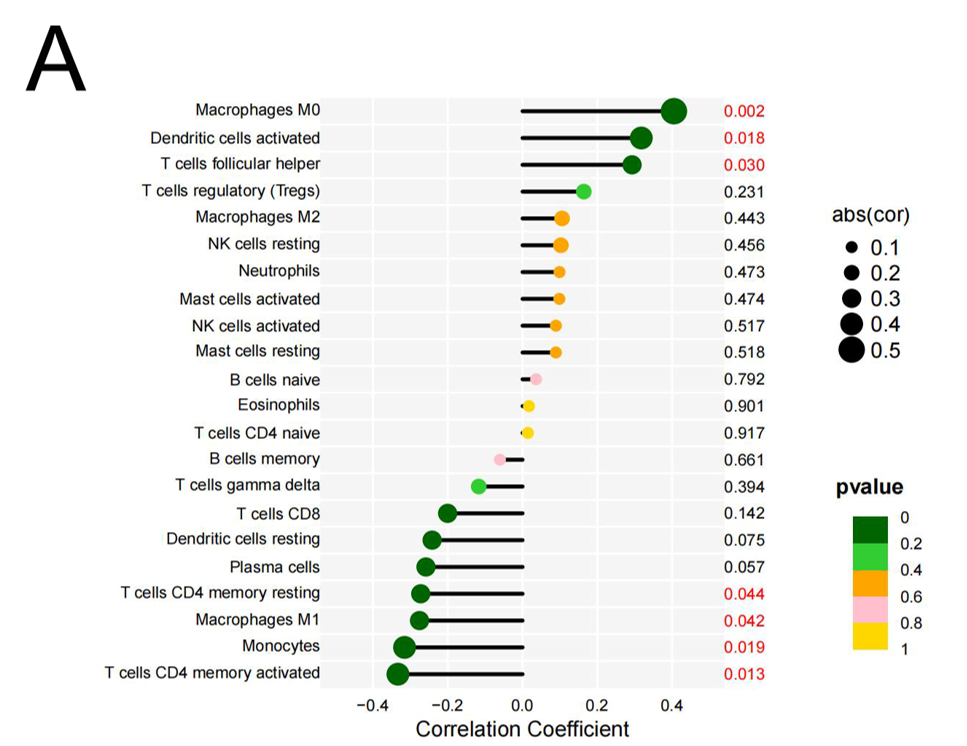 A
Macrophages M0 0.002
Dendritic cells activated 0.018
T cells follicular helper 0.030
T cells regulatory (Tregs) 0.231
Macrophages M2 0.443
NK cells resting 0.456
Neutrophils 0.473
Mast cells activated 0.474
NK cells activated 0.517
Mast cells resting 0.518
B cells naive 0.792
Eosinophils 0.901
T cells CD4 naive 0.917
B cells memory 0.661
T cells gamma delta 0.394
T cells CD8 0.142
Dendritic cells resting 0.075
Plasma cells 0.057
T cells CD4 memory resting 0.044
Macrophages M1 0.042
Monocytes 0.019
T cells CD4 memory activated 0.013
−0.4 −0.2 0.0 0.2 0.4
Correlation Coefficient
abs(cor)
0.1
0.2
0.3
0.4
0.5
pvalue
0
0.2
0.4
0.6
0.8
1